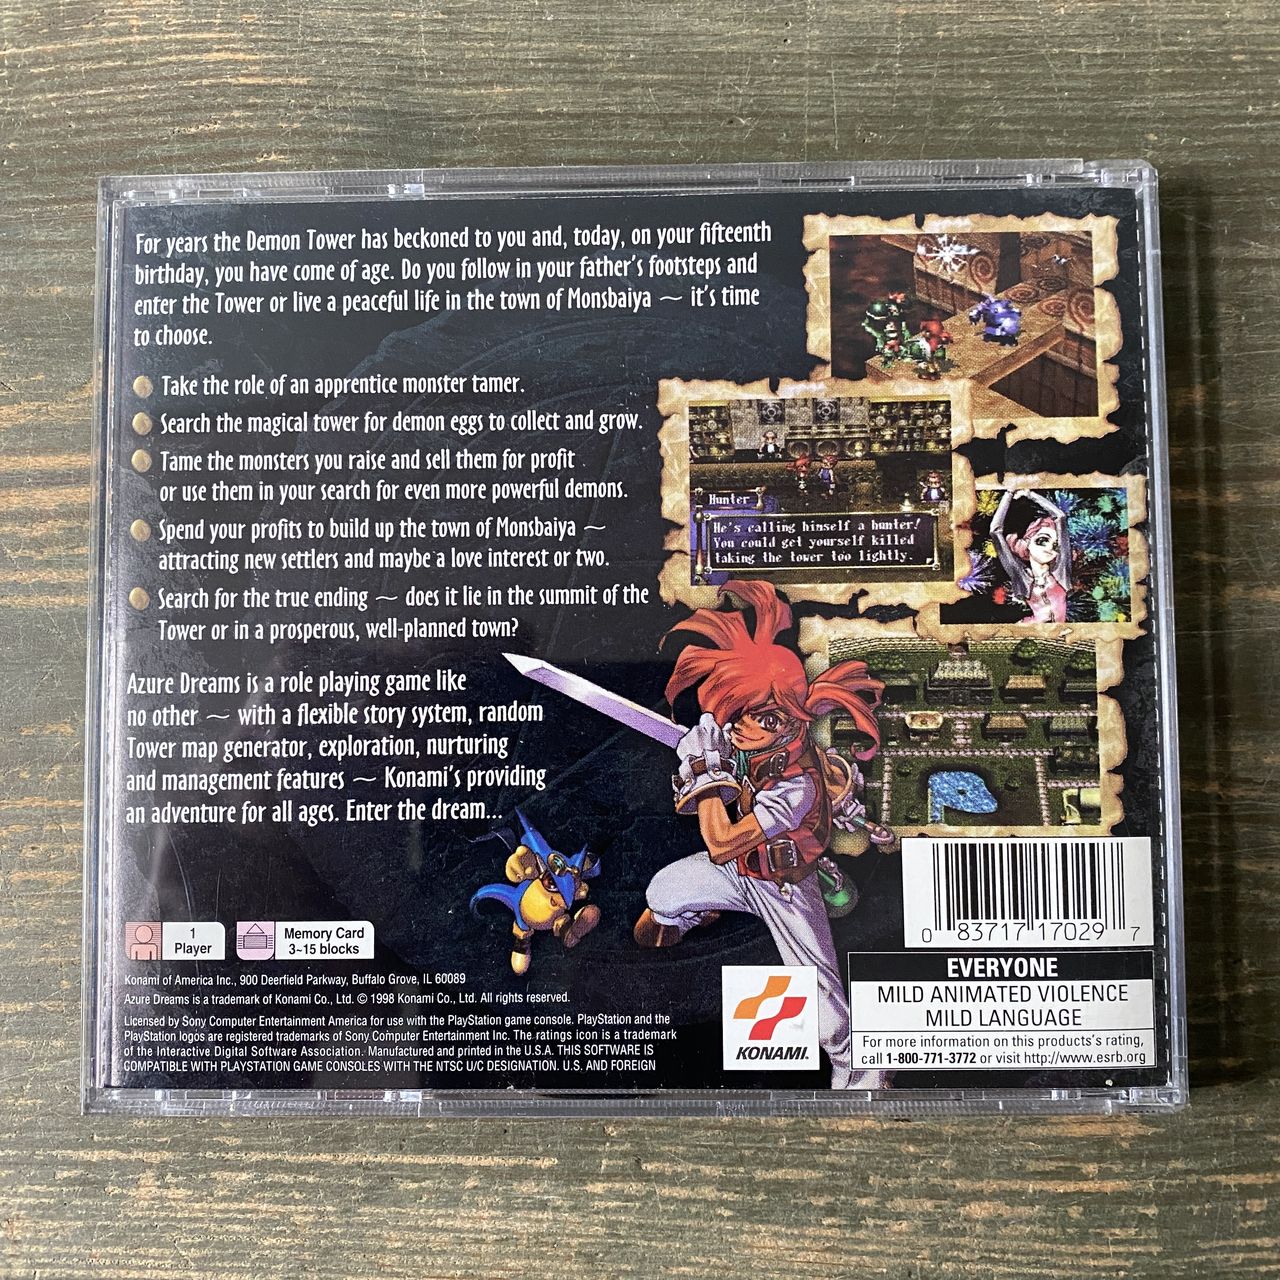 For years the Demon Tower has beckoned to you and, today, on your fifteenth
birthday, you have come of age. Do you follow in your father's footsteps and
enter the Tower or live a peaceful life in the town of Monsbaiya ~ it's time
to choose.
Take the role of an apprentice monster tamer.
Search the magical tower for demon eggs to collect and grow.
Tame the monsters you raise and sell them for profit
or use them in your search for even more powerful demons.
Spend your profits to build up the town of Monsbaiya ~
attracting new settlers and maybe a love interest or two.
Search for the true ending ~ does it lie in the summit of the
Tower or in a prosperous, well-planned town?
Azure Dreams is a role playing game like
no other ~ with a flexible story system, random
Tower map generator, exploration, nurturing
and management features ~ Konami's providing
an adventure for all ages. Enter the dream...
Hunter
He's calling himself a hunter!
You could get yourself killed
taking the tower too lightly.
1
Player
Memory Card
3~15 blocks
Konami of America Inc., 900 Deerfield Parkway, Buffalo Grove, IL 60089
Azure Dreams is a trademark of Konami Co., Ltd. © 1998 Konami Co., Ltd. All rights reserved.
Licensed by Sony Computer Entertainment America for use with the PlayStation game console. PlayStation and the
PlayStation logos are registered trademarks of Sony Computer Entertainment Inc. The ratings icon is a trademark
of the Interactive Digital Software Association. Manufactured and printed in the U.S.A. THIS SOFTWARE IS
COMPATIBLE WITH PLAYSTATION GAME CONSOLES WITH THE NTSC U/C DESIGNATION. U.S. AND FOREIGN
KONAMI.
0 83717 17029 7
EVERYONE
MILD ANIMATED VIOLENCE
MILD LANGUAGE
For more information on this products's rating,
call 1-800-771-3772 or visit http://www.esrb.org